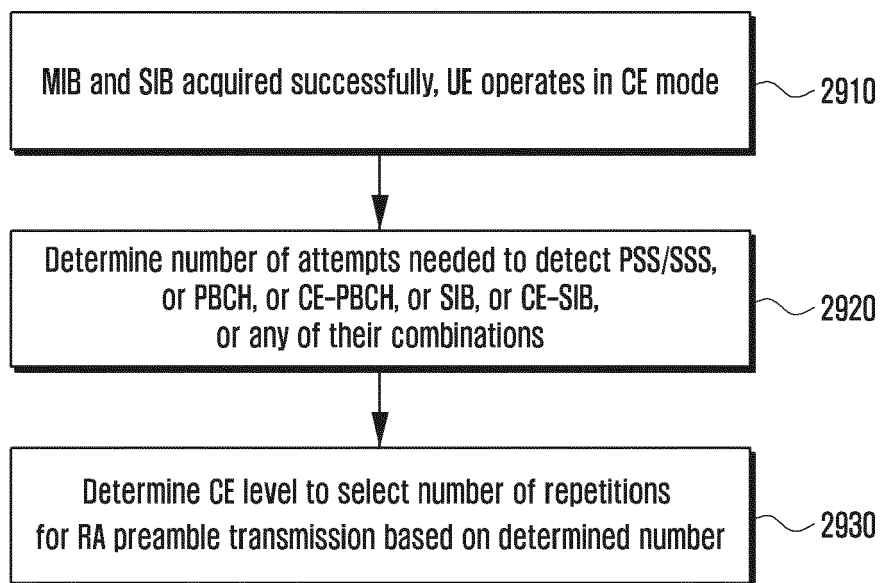 MIB and SIB acquired successfully, UE operates in CE mode
2910
Determine number of attempts needed to detect PSS/SSS,
or PBCH, or CE-PBCH, or SIB, or CE-SIB,
or any of their combinations
2920
Determine CE level to select number of repetitions
for RA preamble transmission based on determined number
2930